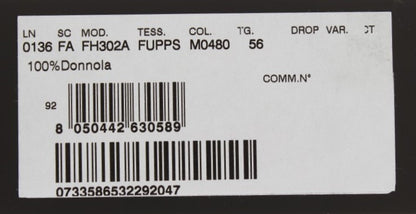 LN SC MOD. TESS. COL. TG. DROP VAR. CT
0136 FA FH302A FUPPS M0480 56
100%Donnola
COMM.N°
92
8 050442 630589
0733586532292047